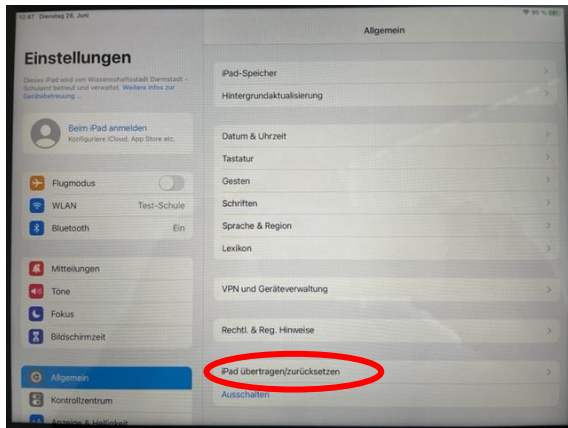 12:47 Dienstag 28. Juni
Allgemein
Einstellungen
Dieses iPad wird von Wissenschaftsstadt Darmstadt -
Schulamt betreut und verwaltet. Weitere Infos zur
Gerätebetreuung ...
Beim iPad anmelden
Konfiguriere iCloud, App Store etc.
Flugmodus
WLAN Test-Schule
Bluetooth Ein
Mitteilungen
Töne
Fokus
Bildschirmzeit
Allgemein
Kontrollzentrum
Anzeige & Helligkeit
iPad-Speicher
Hintergrundaktualisierung
Datum & Uhrzeit
Tastatur
Gesten
Schriften
Sprache & Region
Lexikon
VPN und Geräteverwaltung
Rechtl. & Reg. Hinweise
iPad übertragen/zurücksetzen
Ausschalten